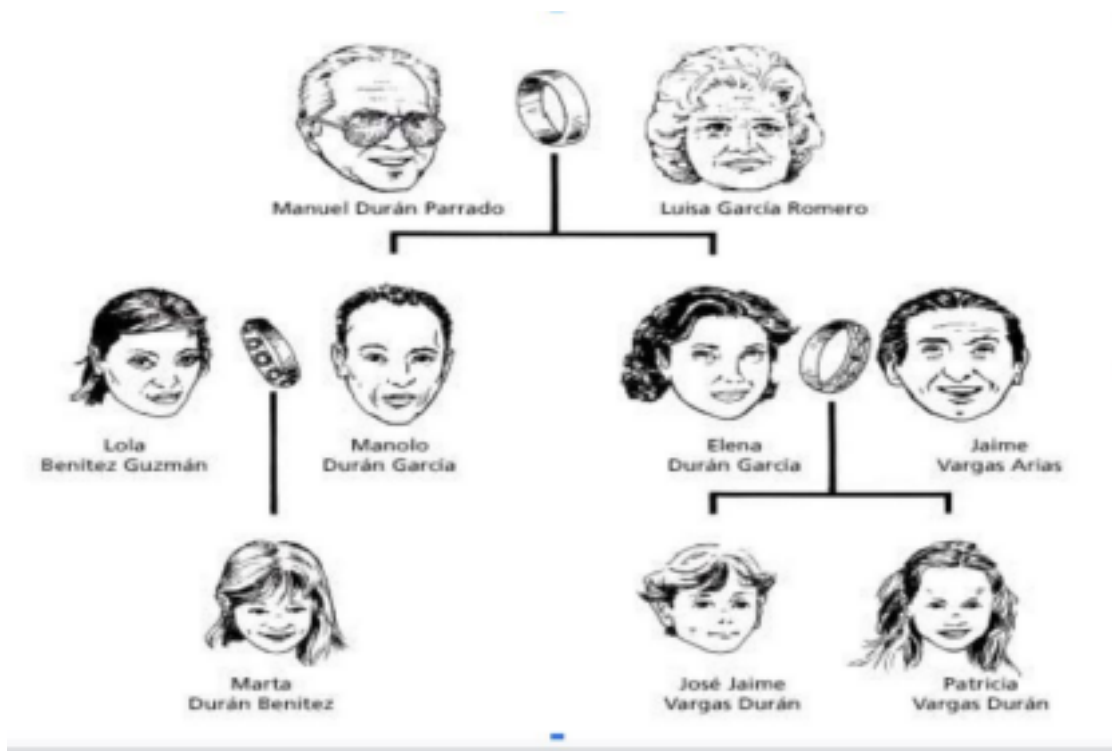 Manuel Durán Parrado
Luisa García Romero
Lola
Benítez Guzmán
Manolo
Durán García
Elena
Durán García
Jaime
Vargas Arias
Marta
Durán Benítez
José Jaime
Vargas Durán
Patricia
Vargas Durán